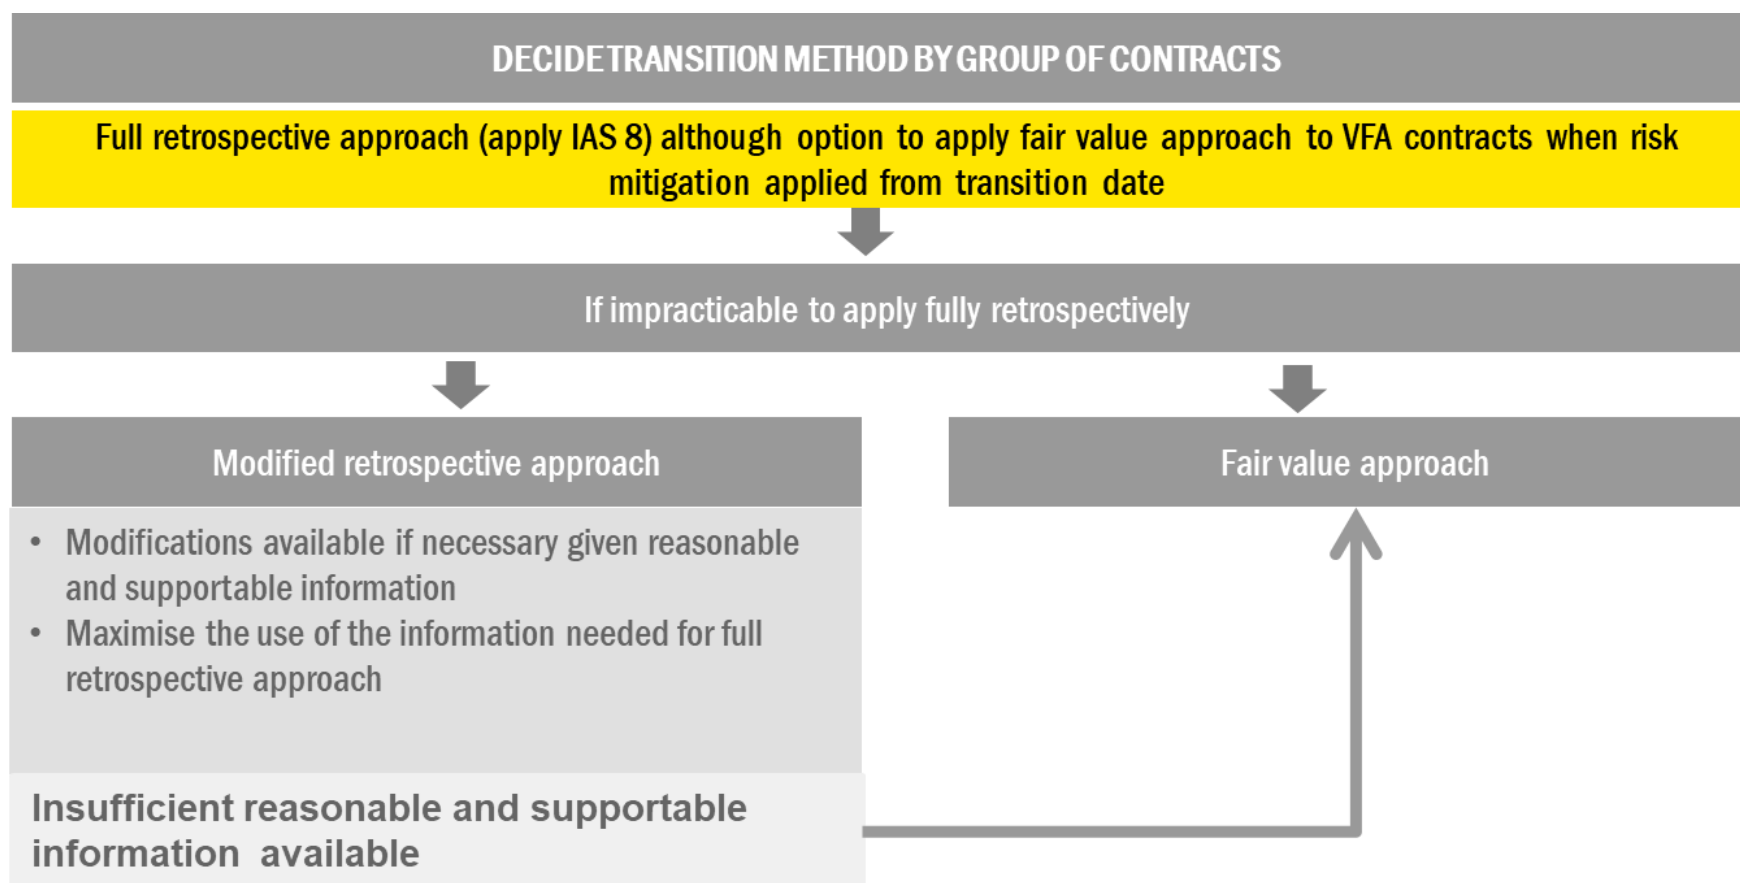 DECIDE TRANSITION METHOD BY GROUP OF CONTRACTS
Full retrospective approach (apply IAS 8) although option to apply fair value approach to VFA contracts when risk
mitigation applied from transition date
If impracticable to apply fully retrospectively
Modified retrospective approach
Fair value approach
• Modifications available if necessary given reasonable
and supportable information
• Maximise the use of the information needed for full
retrospective approach
Insufficient reasonable and supportable
information available